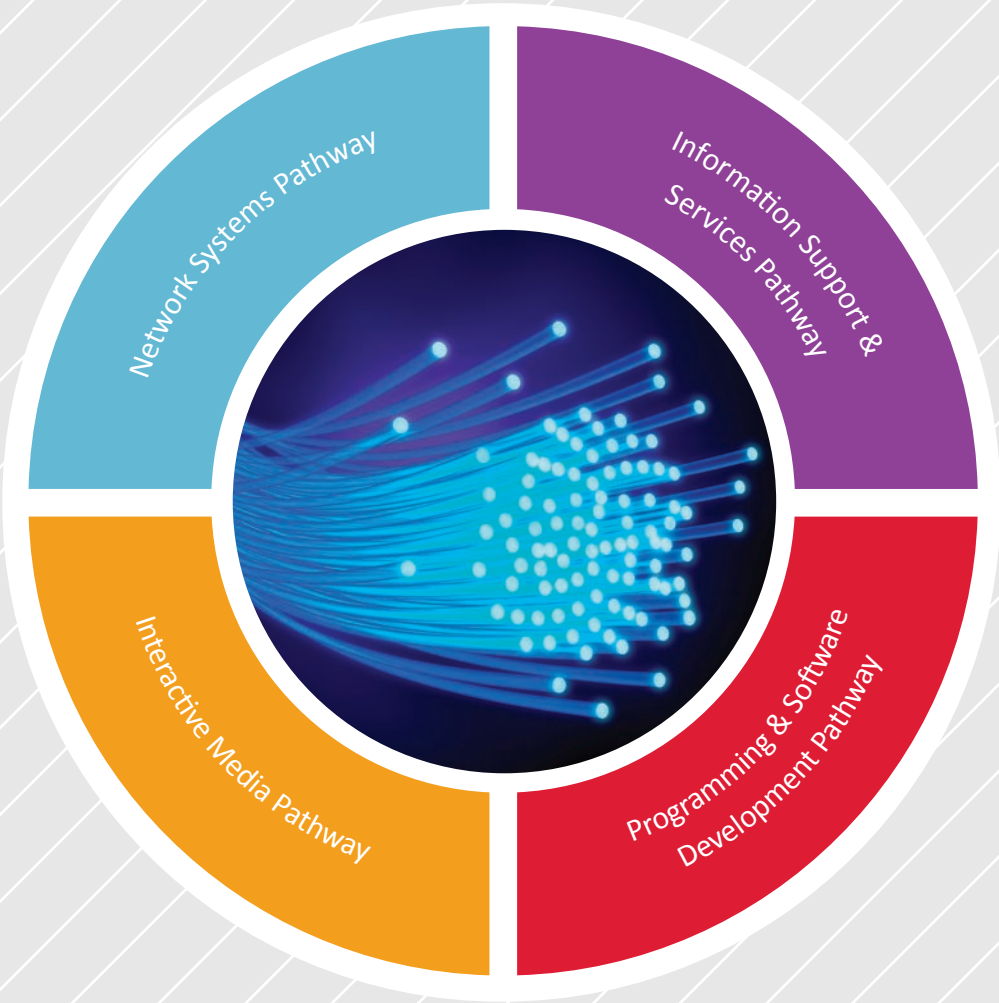 Network Systems Pathway
Information Support &
Services Pathway
Interactive Media Pathway
Programming & Software
Development Pathway